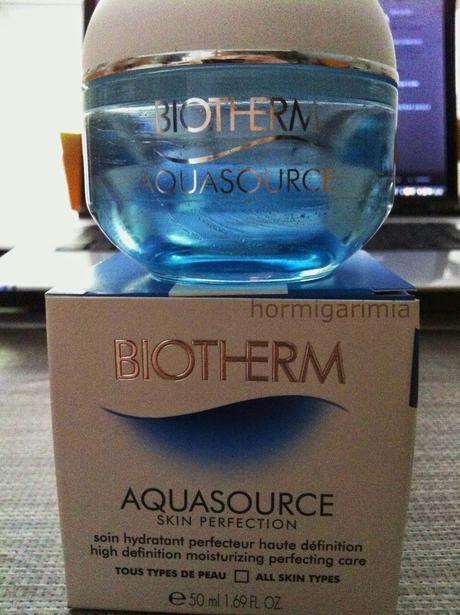 BIOTHERM
AQUASOURCE
hormigarimia
BIOTHERM
AQUASOURCE
SKIN PERFECTION
soin hydratant perfecteur haute définition
high definition moisturizing perfecting care
TOUS TYPES DE PEAU ALL SKIN TYPES
e 50 ml 1.69 FL. OZ.